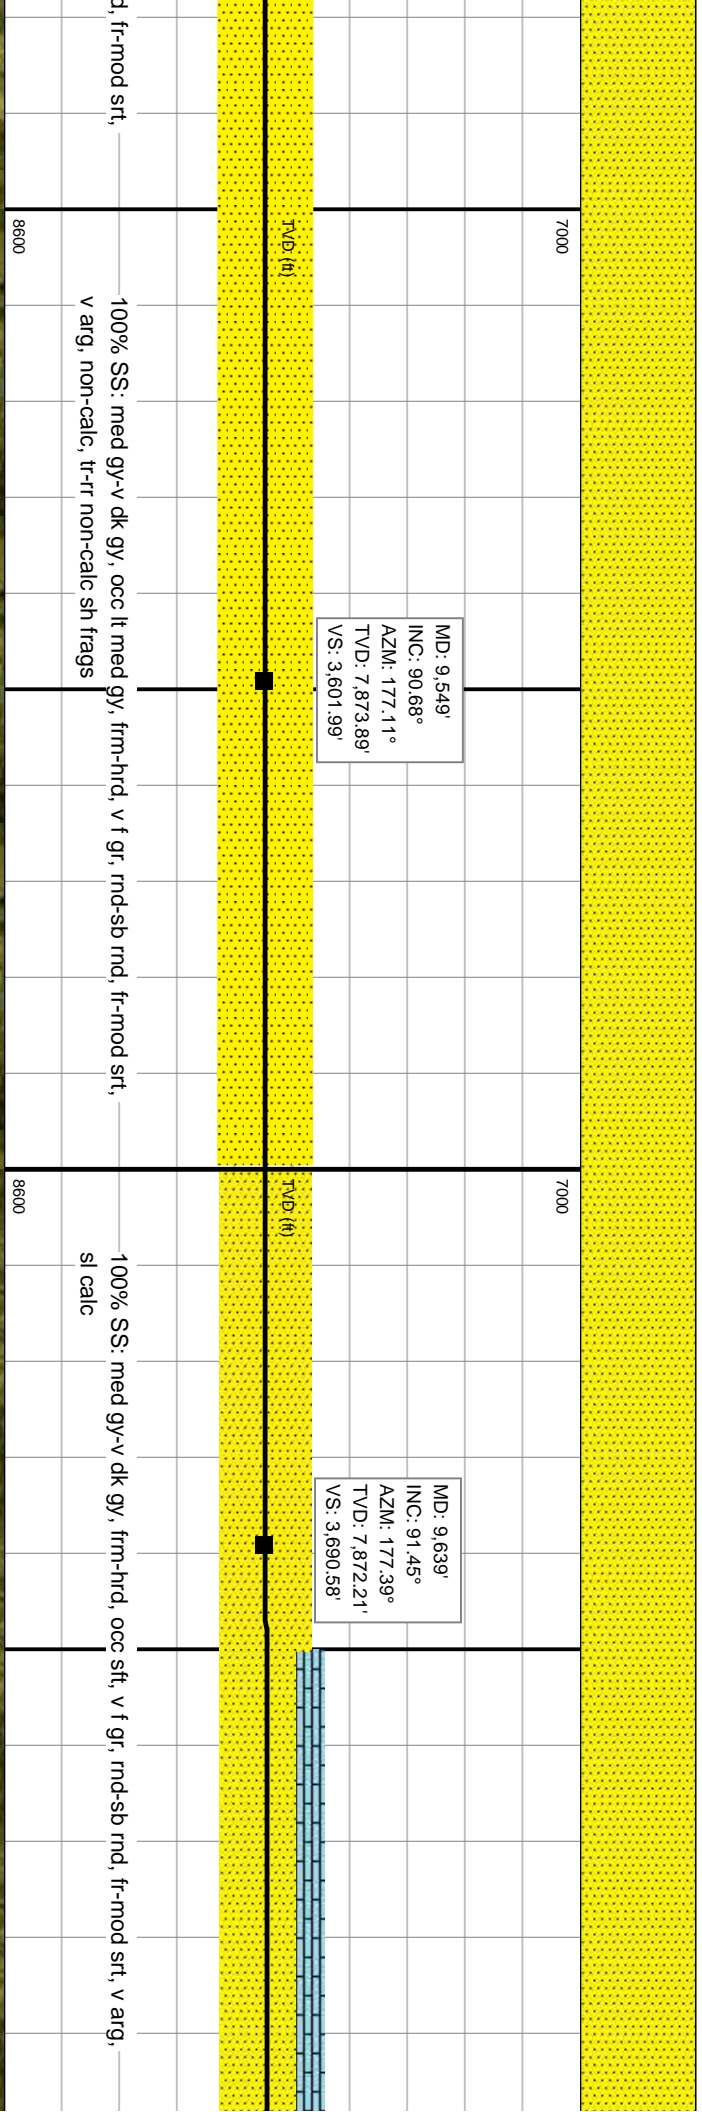 d, fr-mod srt,
7000
TVD (ft)
8600
MD: 9,549'
INC: 90.68°
AZM: 177.11°
TVD: 7,873.89'
VS: 3,601.99'
100% SS: med gy-v dk gy, occ lt med gy, frm-hrd, v f gr, rnd-sb rnd, fr-mod srt,
v arg, non-calc, tr-rr non-calc sh frags
7000
TVD (ft)
8600
MD: 9,639'
INC: 91.45°
AZM: 177.39°
TVD: 7,872.21'
VS: 3,690.58'
100% SS: med gy-v dk gy, frm-hrd, occ sft, v f gr, rnd-sb rnd, fr-mod srt, v arg,
sl calc